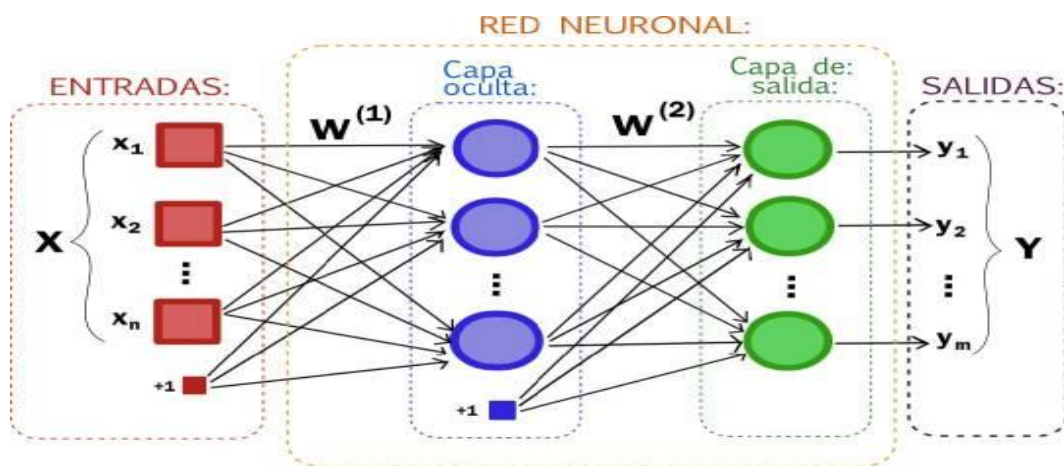 RED NEURONAL:
ENTRADAS:
Capa oculta:
Capa de: salida:
SALIDAS:
W(1)
W(2)
X
x1
x2
⋮
xn
+1
⋮
+1
⋮
y1
y2
⋮
ym
Y